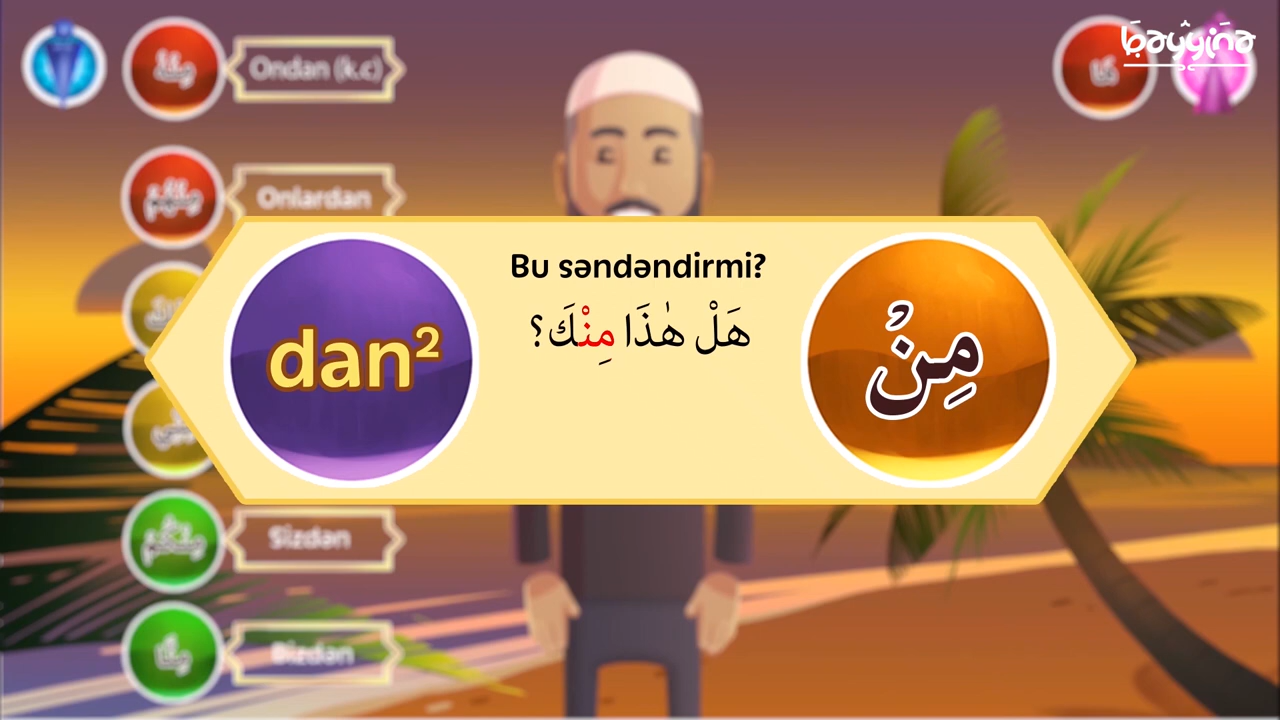 bayyina
Ondan (k.c)
Onlardan
Bu səndəndirmi?
هَلْ هٰذَا مِنْكَ؟
dan²
مِنْ
Sizdən
Bizdən